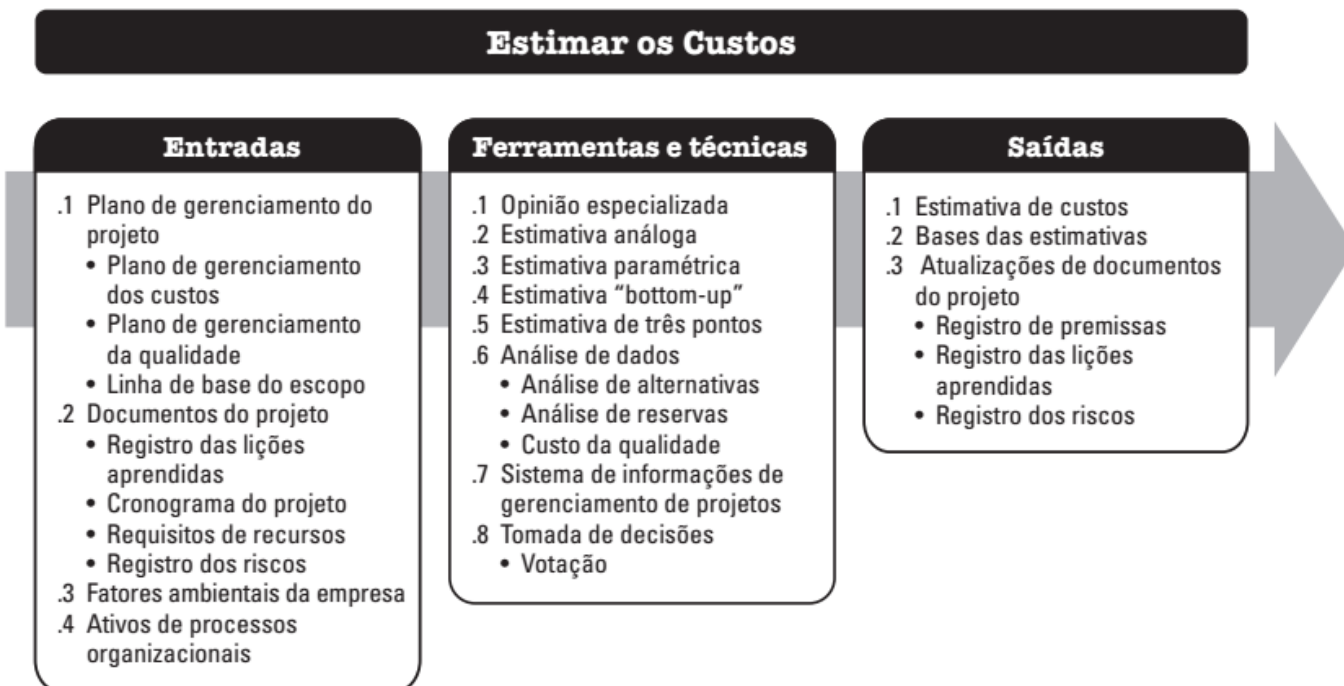 Estimar os Custos
Entradas
.1 Plano de gerenciamento do
projeto
• Plano de gerenciamento
dos custos
• Plano de gerenciamento
da qualidade
• Linha de base do escopo
.2 Documentos do projeto
• Registro das lições
aprendidas
• Cronograma do projeto
• Requisitos de recursos
• Registro dos riscos
.3 Fatores ambientais da empresa
.4 Ativos de processos
organizacionais
Ferramentas e técnicas
.1 Opinião especializada
.2 Estimativa análoga
.3 Estimativa paramétrica
.4 Estimativa “bottom-up”
.5 Estimativa de três pontos
.6 Análise de dados
• Análise de alternativas
• Análise de reservas
• Custo da qualidade
.7 Sistema de informações de
gerenciamento de projetos
.8 Tomada de decisões
• Votação
Saídas
.1 Estimativa de custos
.2 Bases das estimativas
.3 Atualizações de documentos
do projeto
• Registro de premissas
• Registro das lições
aprendidas
• Registro dos riscos